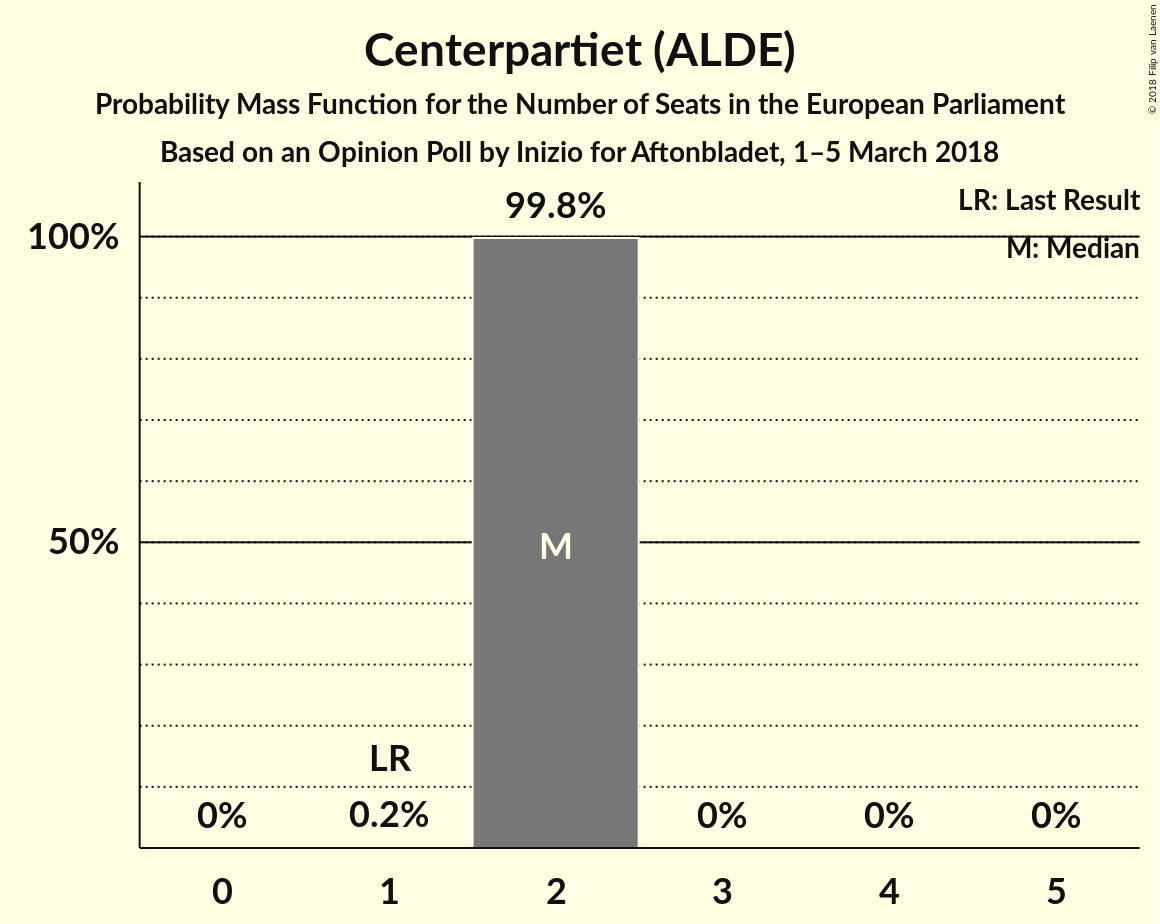 Centerpartiet (ALDE)
Probability Mass Function for the Number of Seats in the European Parliament
Based on an Opinion Poll by Inizio for Aftonbladet, 1–5 March 2018
© 2018 Filip van Laenen
LR: Last Result
M: Median
99.8%
100%
50%
M
LR
0%
0.2%
0%
0%
0%
0
1
2
3
4
5